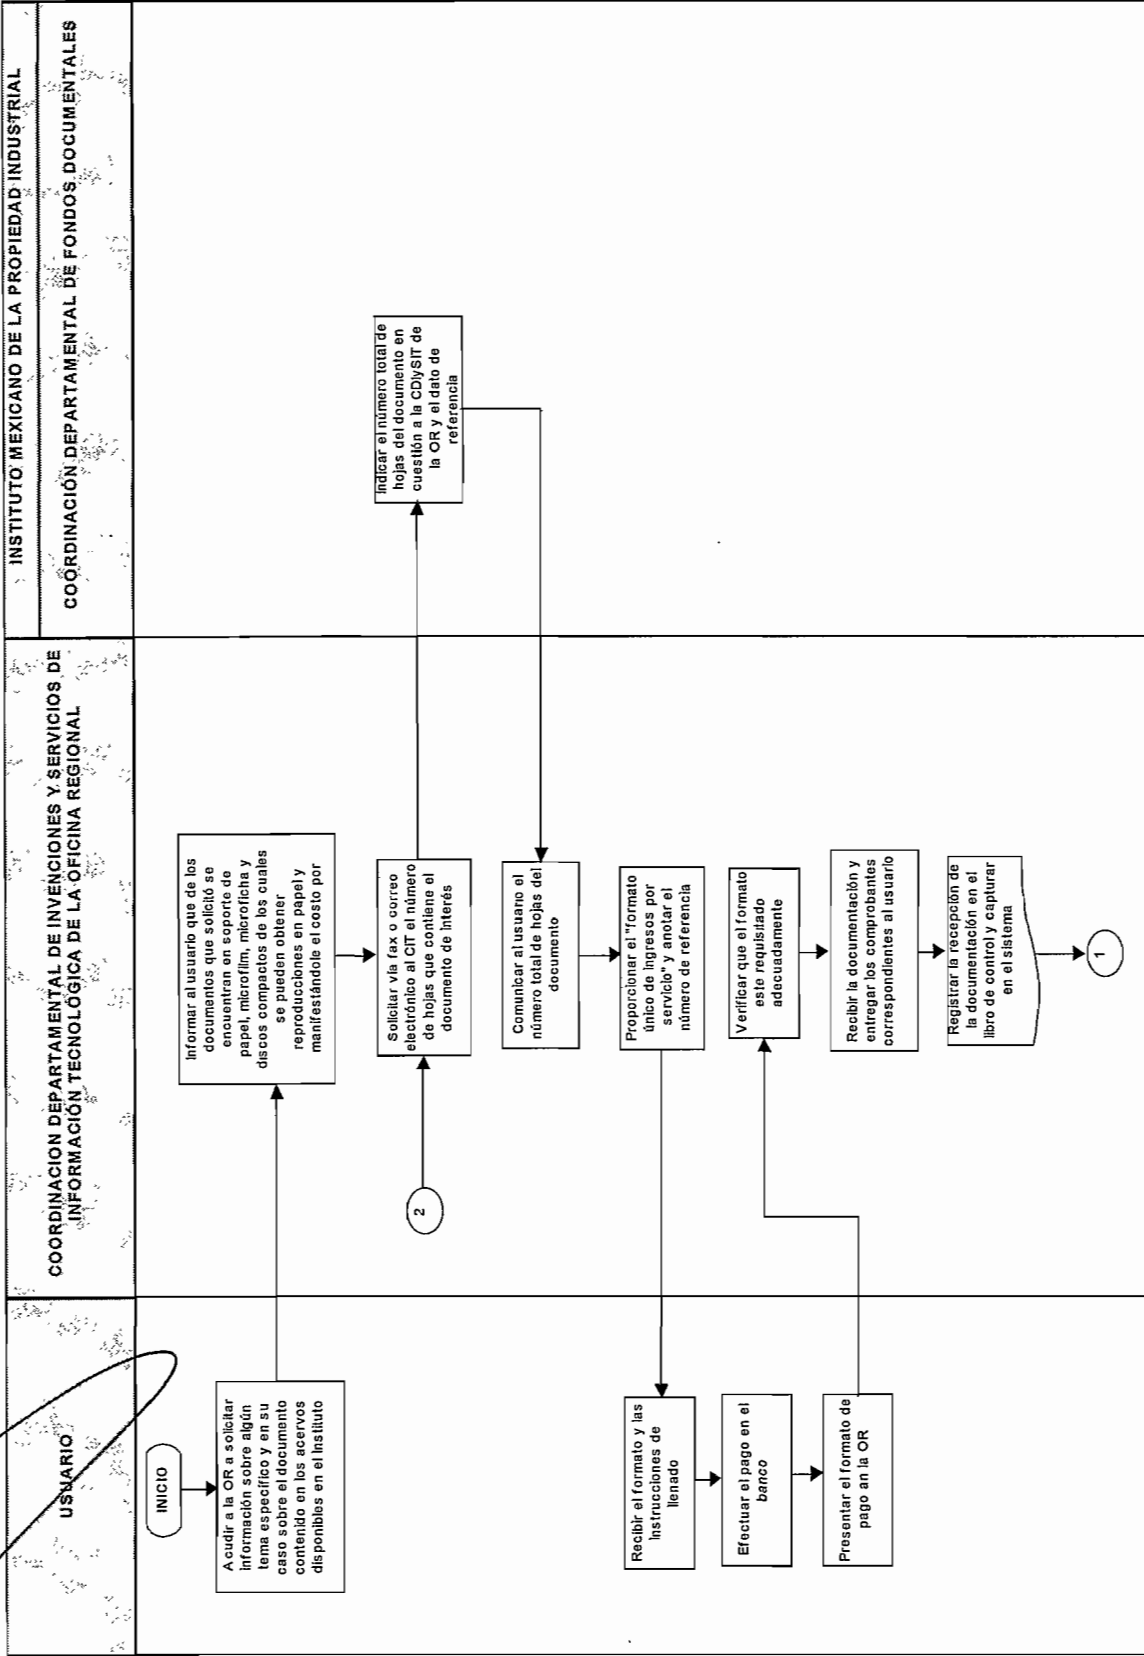 INSTITUTO MEXICANO DE LA PROPIEDAD INDUSTRIAL
USUARIO
COORDINACION DEPARTAMENTAL DE INVENCIONES Y SERVICIOS DE
INFORMACIÓN TECNOLÓGICA DE LA OFICINA REGIONAL
COORDINACIÓN DEPARTAMENTAL DE FONDOS DOCUMENTALES
INICIO
Acudir a la OR a solicitar
información sobre algún
tema específico y en su
caso sobre el documento
contenido en los acervos
disponibles en el Instituto
Informar al usuario que de los
documentos que solicitó se
encuentran en soporte de
papel, microfilm, microficha y
discos compactos de los cuales
se pueden obtener
reproducciones en papel y
manifestándole el costo por
2
Solicitar vía fax o correo
electrónico al CIT el número
de hojas que contiene el
documento de interés
Indicar el número total de
hojas del documento en
cuestión a la CDIySIT de
la OR y el dato de
referencia
Comunicar al usuario el
número total de hojas del
documento
Proporcionar el "formato
único de ingresos por
servicio" y anotar el
número de referencia
Recibir el formato y las
Instrucciones de
llenado
Efectuar el pago en el
banco
Presentar el formato de
pago an la OR
Verificar que el formato
este requisitado
adecuadamente
Recibir la documentación y
entregar los comprobantes
correspondientes al usuario
Registrar la recepción de
la documentación en el
libro de control y capturar
en el sistema
1